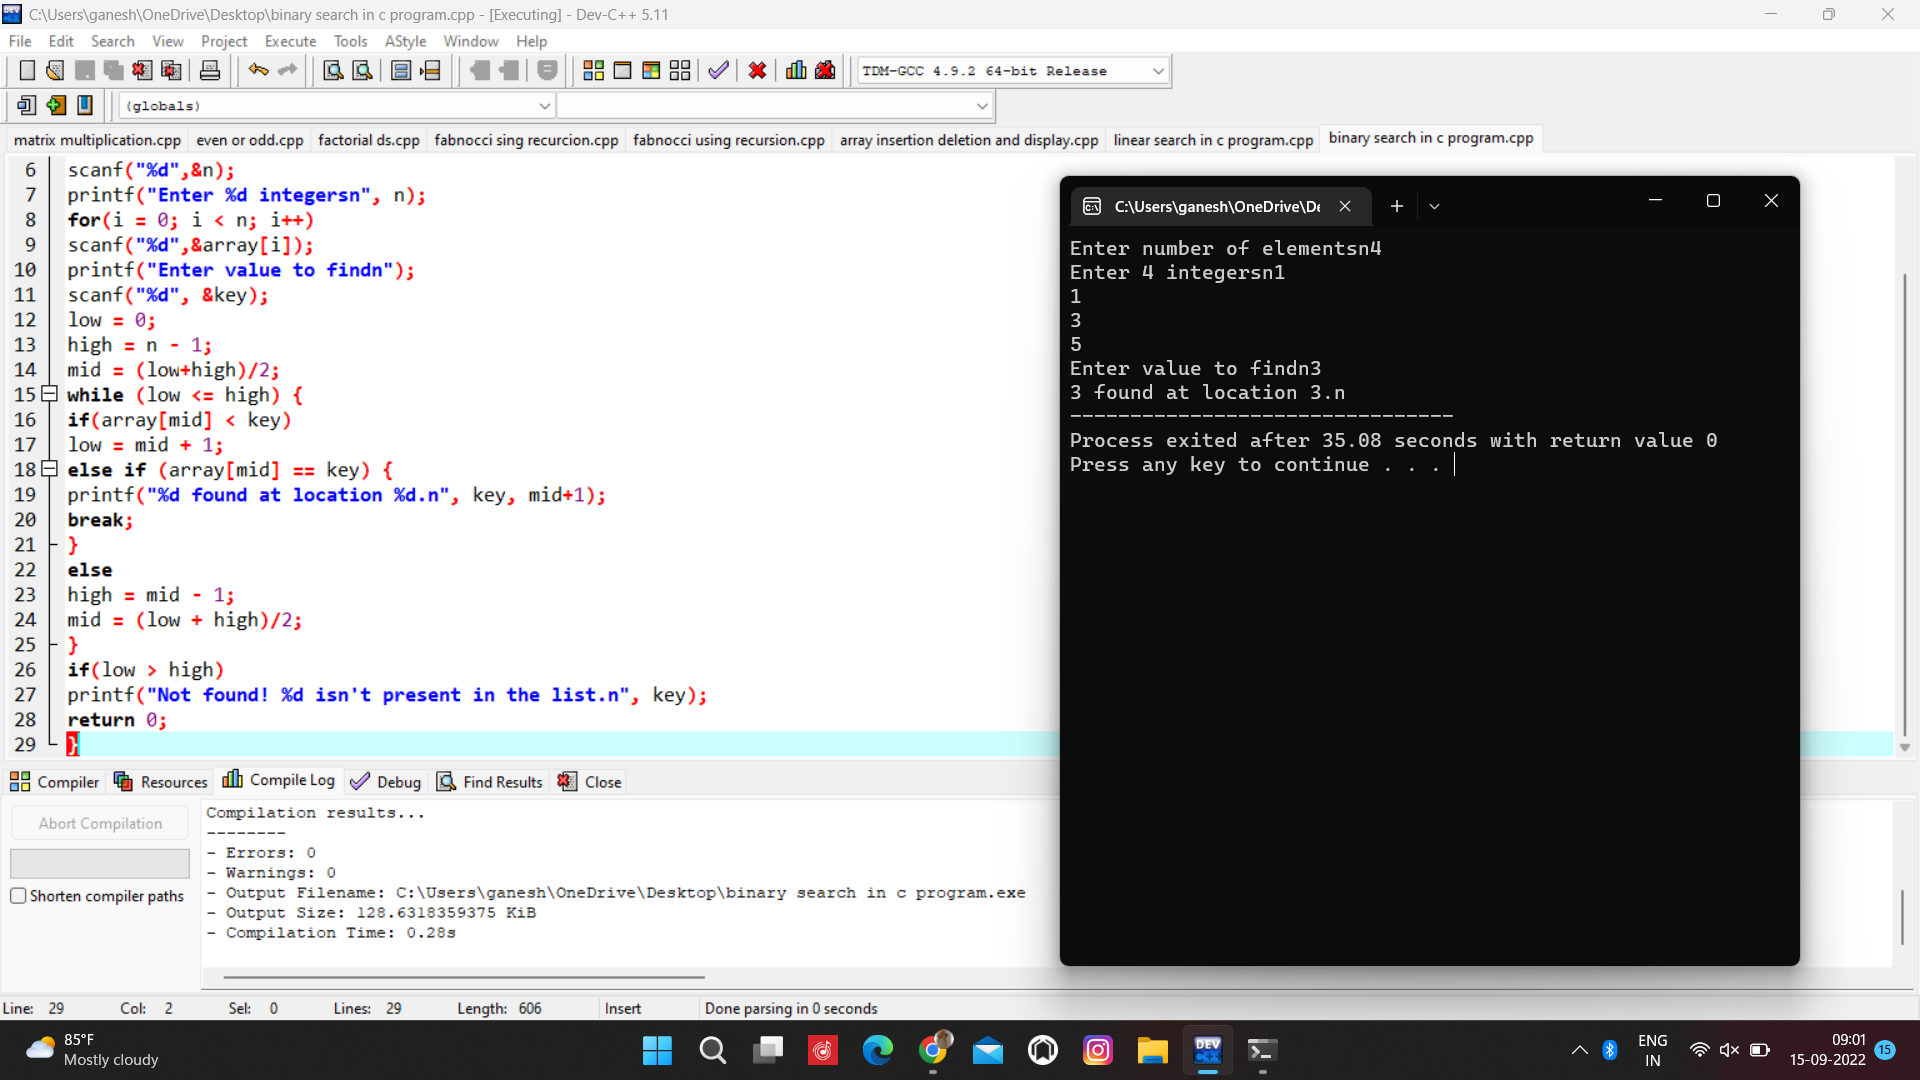 C:\Users\ganesh\OneDrive\Desktop\binary search in c program.cpp - [Executing] - Dev-C++ 5.11
File Edit Search View Project Execute Tools AStyle Window Help
TDM-GCC 4.9.2 64-bit Release
(globals)
matrix multiplication.cpp even or odd.cpp factorial ds.cpp fabnocci sing recurcion.cpp fabnocci using recursion.cpp array insertion deletion and display.cpp linear search in c program.cpp binary search in c program.cpp
6 scanf("%d",&n);
7 printf("Enter %d integersn", n);
8 for(i = 0; i < n; i++)
9 scanf("%d",&array[i]);
10 printf("Enter value to findn");
11 scanf("%d", &key);
12 low = 0;
13 high = n - 1;
14 mid = (low+high)/2;
15 while (low <= high) {
16 if(array[mid] < key)
17 low = mid + 1;
18 else if (array[mid] == key) {
19 printf("%d found at location %d.n", key, mid+1);
20 break;
21 }
22 else
23 high = mid - 1;
24 mid = (low + high)/2;
25 }
26 if(low > high)
27 printf("Not found! %d isn't present in the list.n", key);
28 return 0;
29 }
C:\Users\ganesh\OneDrive\De
Enter number of elementsn4
Enter 4 integersn1
1
3
5
Enter value to findn3
3 found at location 3.n
--------------------------------
Process exited after 35.08 seconds with return value 0
Press any key to continue . . .
Compiler Resources Compile Log Debug Find Results Close
Abort Compilation
Shorten compiler paths
Compilation results...
--------
- Errors: 0
- Warnings: 0
- Output Filename: C:\Users\ganesh\OneDrive\Desktop\binary search in c program.exe
- Output Size: 128.6318359375 KiB
- Compilation Time: 0.28s
Line: 29 Col: 2 Sel: 0 Lines: 29 Length: 606 Insert Done parsing in 0 seconds
85°F
Mostly cloudy
DEV
C++
ENG
IN
09:01
15-09-2022
15